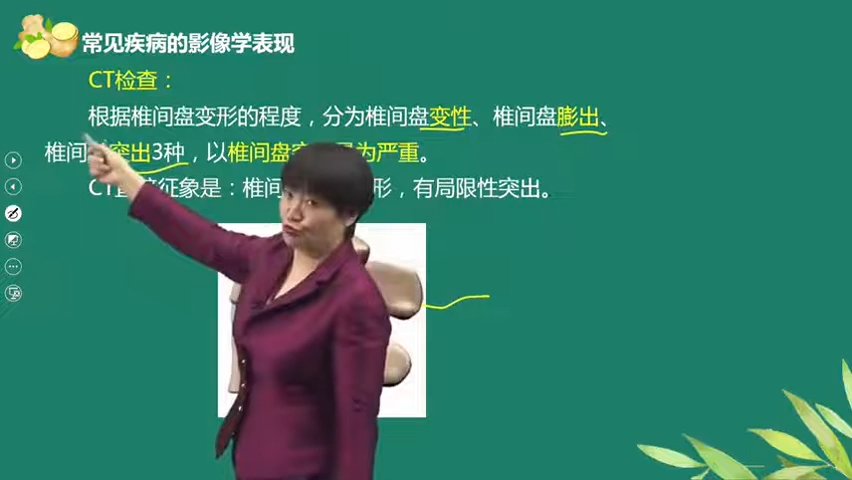 常见疾病的影像学表现
CT检查：
根据椎间盘变形的程度，分为椎间盘变性、椎间盘膨出、
椎间 突出3种，以椎间盘突 为严重。
CT 征象是：椎间 形，有局限性突出。